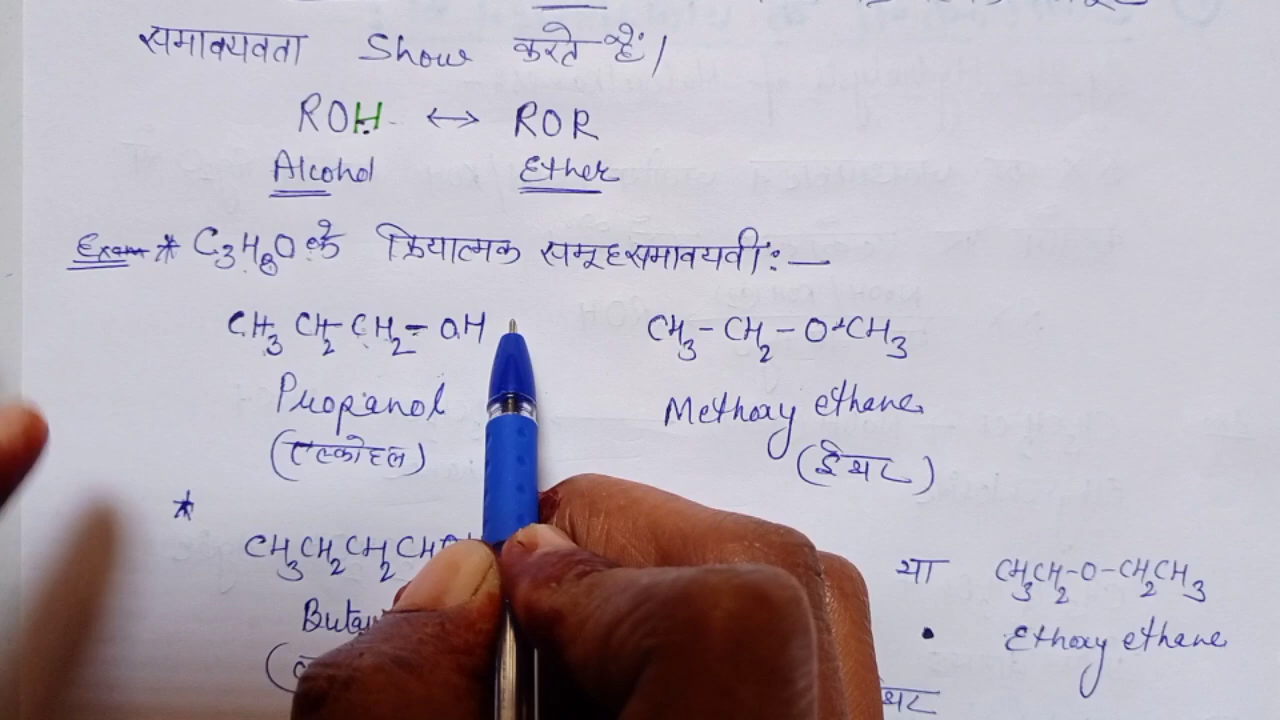 समावयवता Show करते हैं।
ROH ↔ ROR
Alcohol Ether
Exam * C3H8O के क्रियात्मक समूह समावयवी:—
CH3 CH2 CH2 - OH CH3 - CH2 - O - CH3
Propanol Methoxy ethane
(एल्कोहल) (ईथर)
*
CH3CH2CH2CH या CH3CH2-O-CH2CH3
Ethoxy ethane